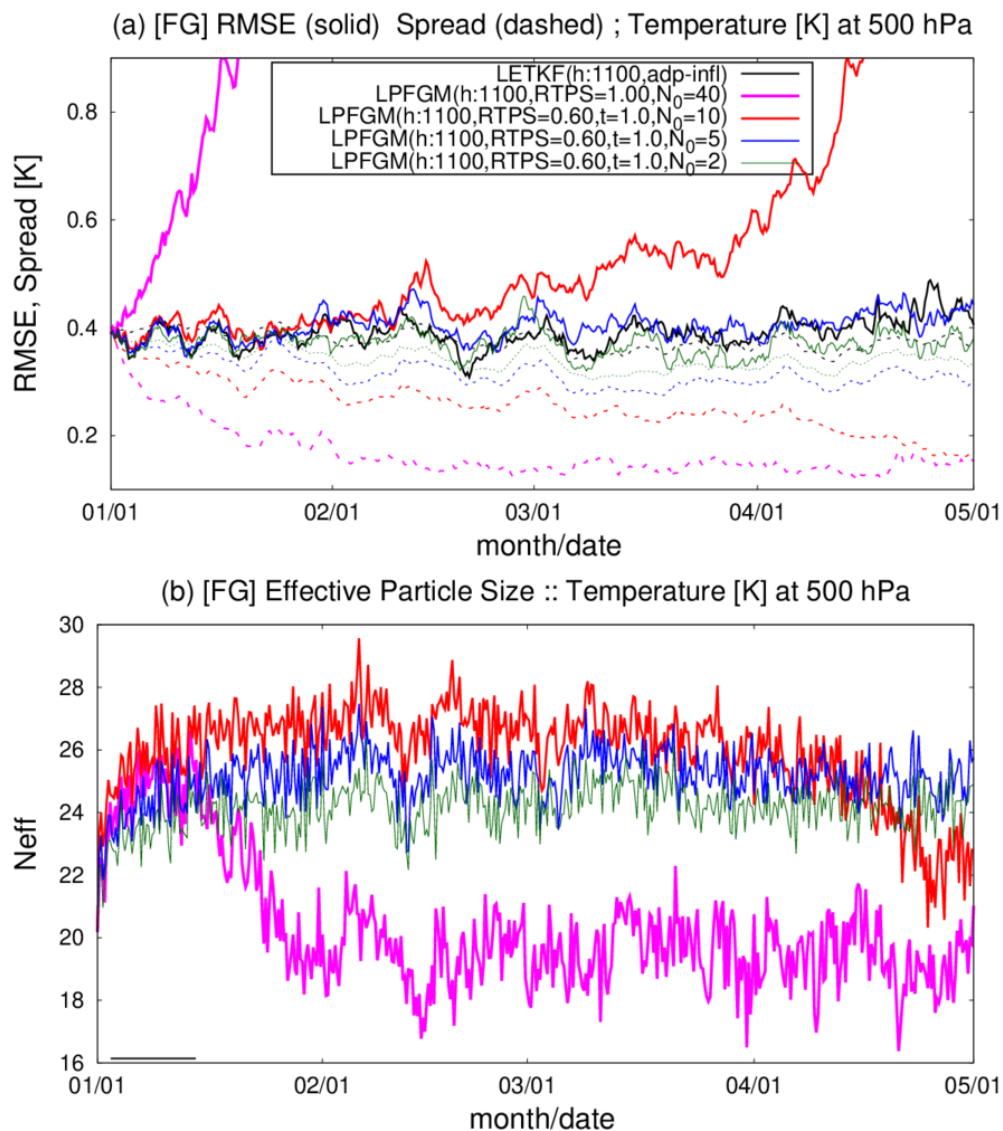 (a) [FG] RMSE (solid)  Spread (dashed) ; Temperature [K] at 500 hPa
LETKF(h:1100,adp-infl)
LPFGM(h:1100,RTPS=1.00,N₀=40)
LPFGM(h:1100,RTPS=0.60,t=1.0,N₀=10)
LPFGM(h:1100,RTPS=0.60,t=1.0,N₀=5)
LPFGM(h:1100,RTPS=0.60,t=1.0,N₀=2)
RMSE, Spread [K]
0.8
0.6
0.4
0.2
01/01 02/01 03/01 04/01 05/01
month/date
(b) [FG] Effective Particle Size :: Temperature [K] at 500 hPa
Neff
30
28
26
24
22
20
18
16
01/01 02/01 03/01 04/01 05/01
month/date